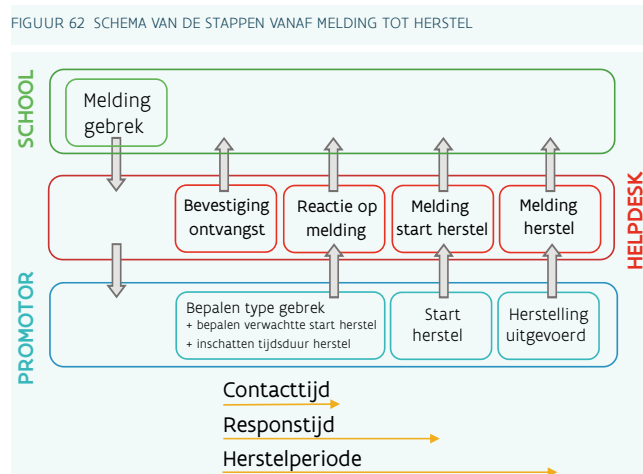 FIGUUR 62 SCHEMA VAN DE STAPPEN VANAF MELDING TOT HERSTEL
SCHOOL
Melding
gebrek
HELPDESK
Bevestiging
ontvangst
Reactie op
melding
Melding
start herstel
Melding
herstel
PROMOTOR
Bepalen type gebrek
+ bepalen verwachtte start herstel
+ inschatten tijdsduur herstel
Start
herstel
Herstelling
uitgevoerd
Contacttijd
Responstijd
Herstelperiode